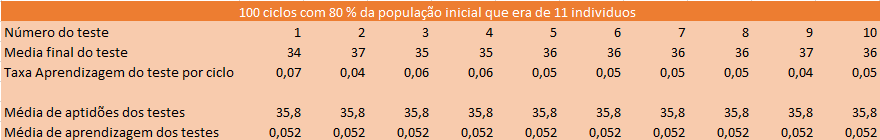 100 ciclos com 80 % da população inicial que era de 11 individuos
Número do teste 1 2 3 4 5 6 7 8 9 10
Media final do teste 34 37 35 35 36 36 36 36 37 36
Taxa Aprendizagem do teste por ciclo 0,07 0,04 0,06 0,06 0,05 0,05 0,05 0,05 0,04 0,05
Média de aptidões dos testes 35,8 35,8 35,8 35,8 35,8 35,8 35,8 35,8 35,8 35,8
Média de aprendizagem dos testes 0,052 0,052 0,052 0,052 0,052 0,052 0,052 0,052 0,052 0,052